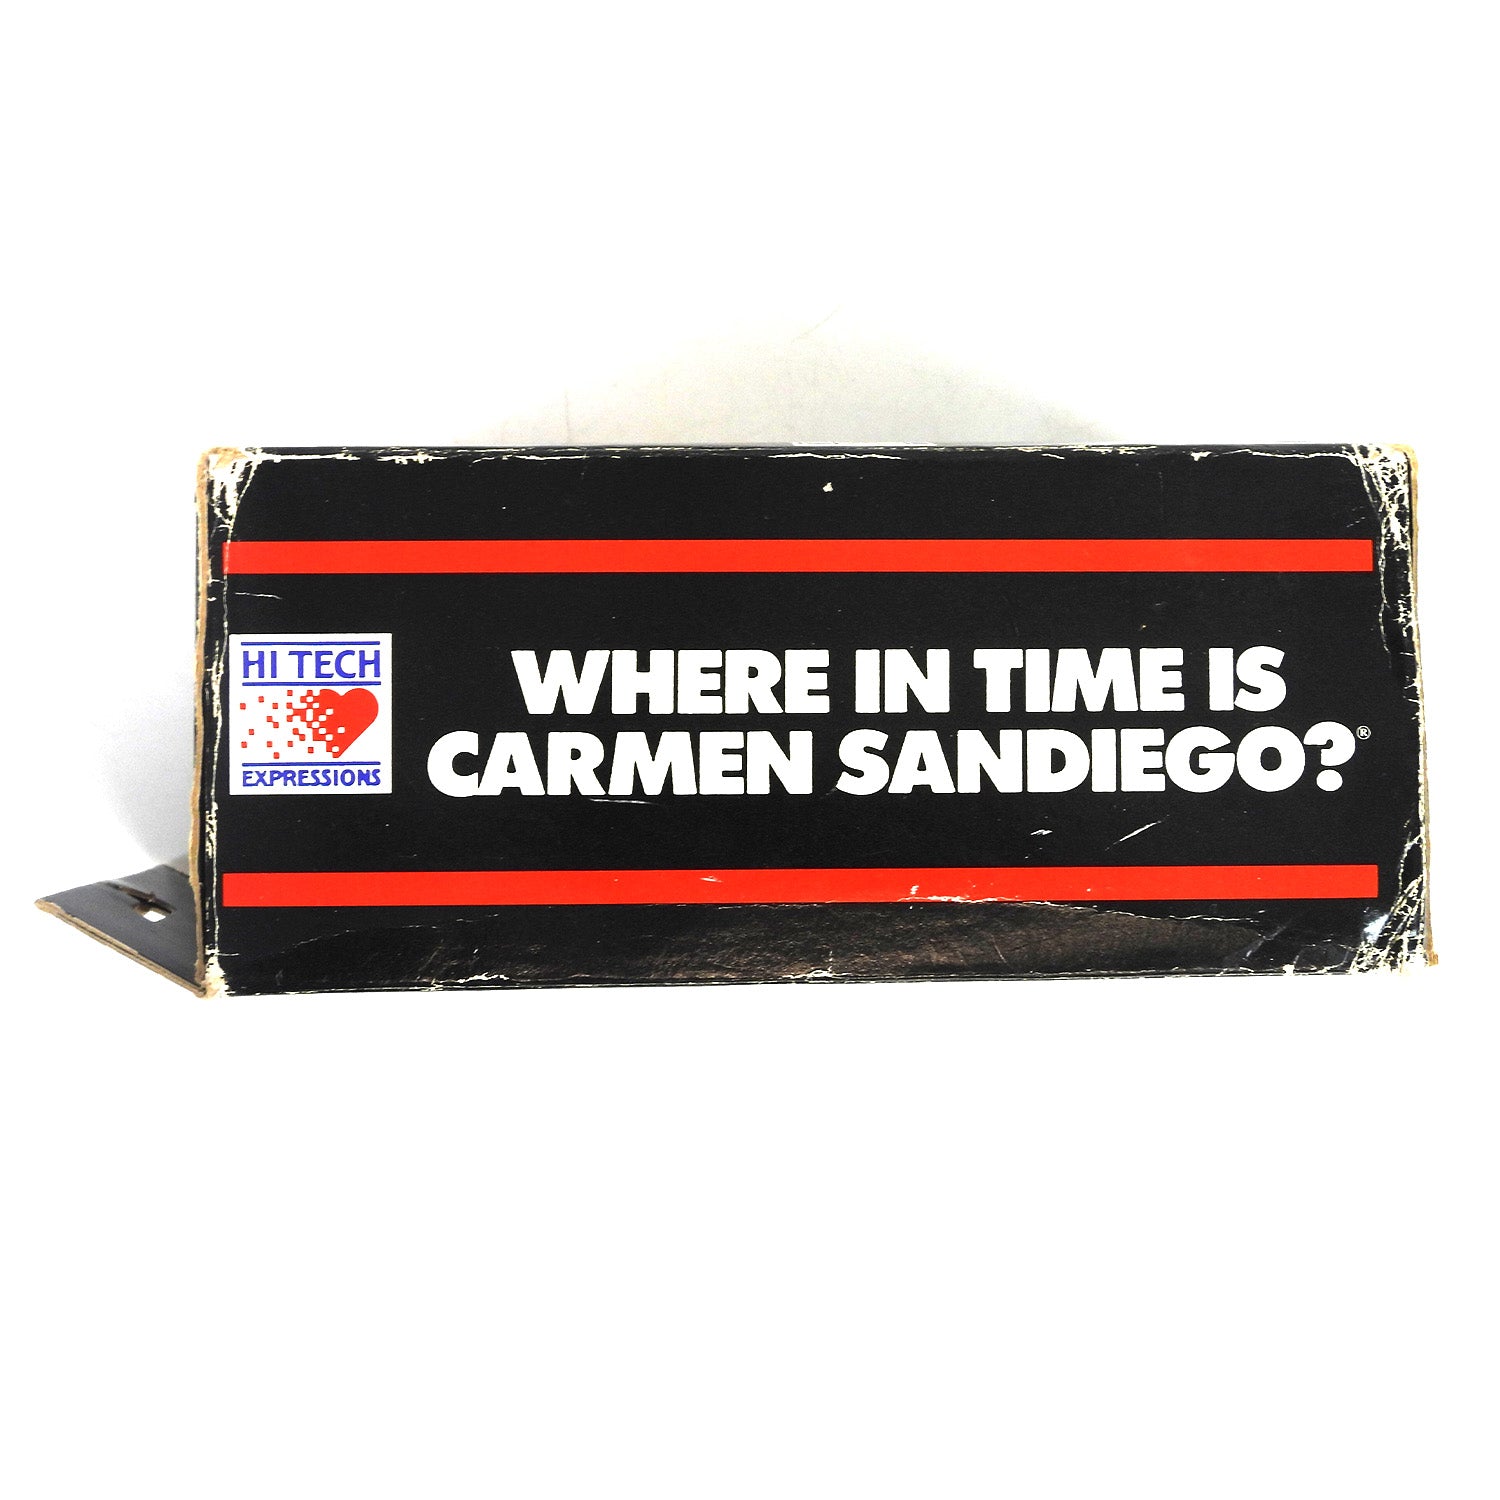 HI TECH
EXPRESSIONS
WHERE IN TIME IS
CARMEN SANDIEGO?®